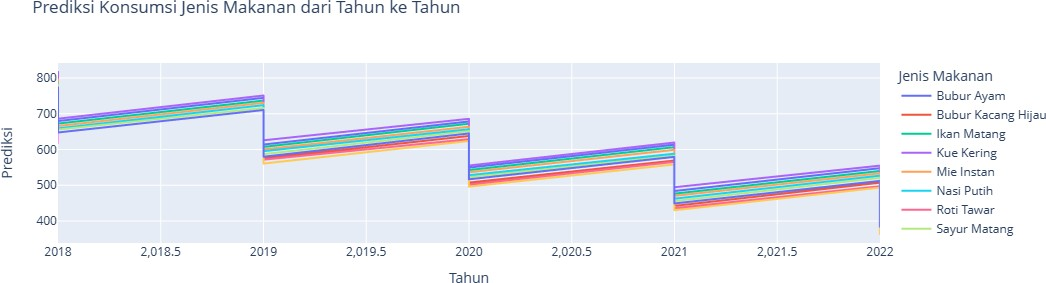 Prediksi Konsumsi Jenis Makanan dari Tahun ke Tahun
Prediksi
800
700
600
500
400
2018
2,018.5
2019
2,019.5
2020
2,020.5
2021
2,021.5
2022
Tahun
Jenis Makanan
Bubur Ayam
Bubur Kacang Hijau
Ikan Matang
Kue Kering
Mie Instan
Nasi Putih
Roti Tawar
Sayur Matang